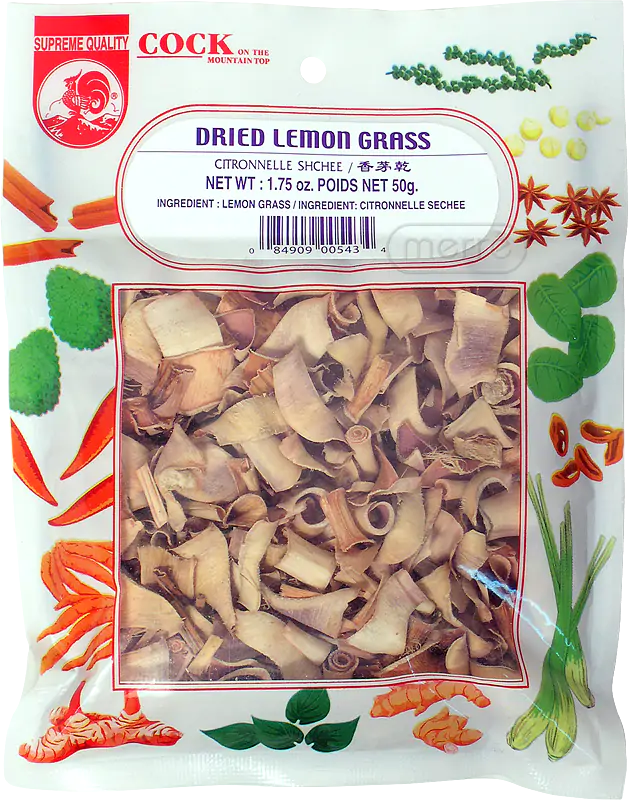 SUPREME QUALITY
COCK ON THE
MOUNTAIN TOP
®
DRIED LEMON GRASS
CITRONNELLE SHCHEE / 香茅乾
NET WT : 1.75 oz. POIDS NET 50g.
INGREDIENT : LEMON GRASS / INGREDIENT: CITRONNELLE SECHEE
0 84909 00543 4